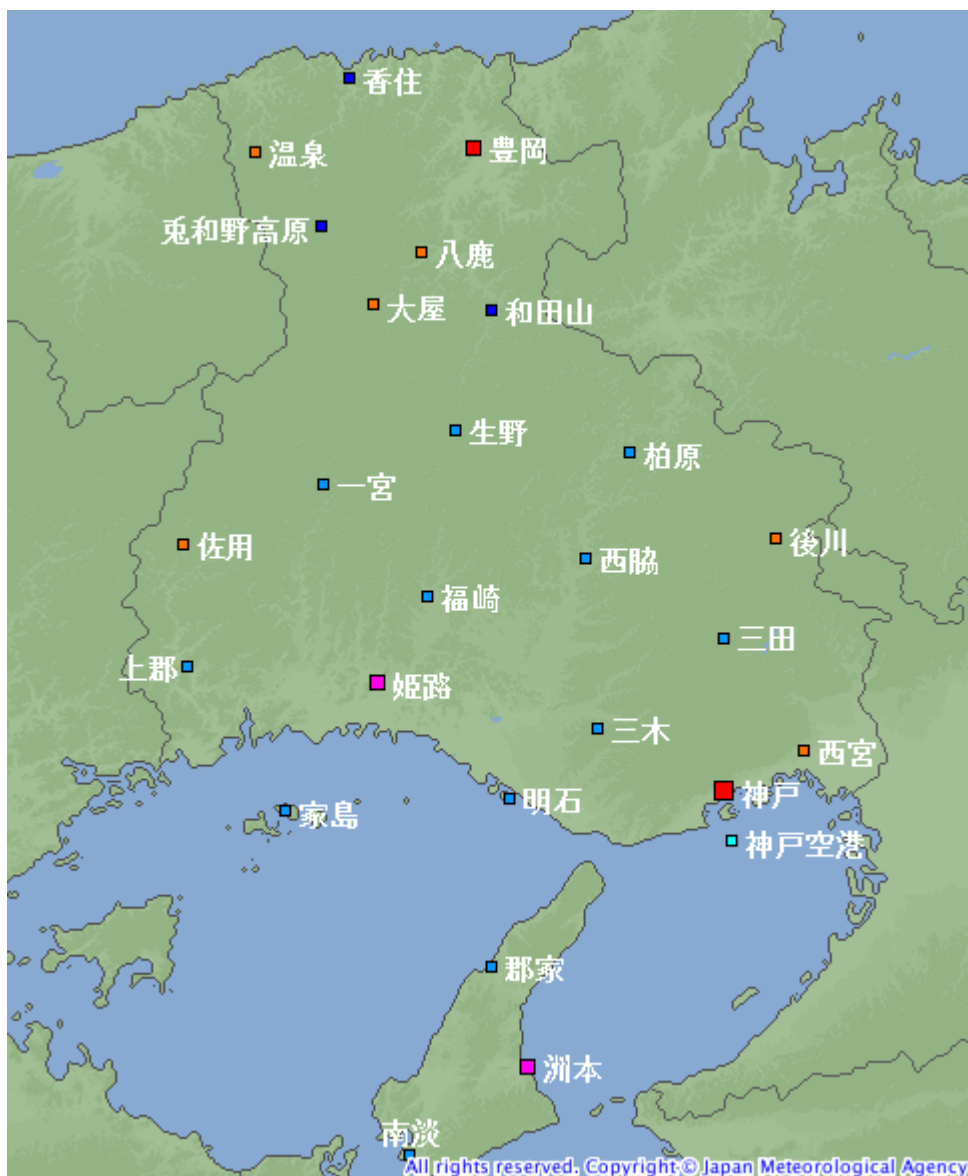 香住
温泉
豊岡
兎和野高原
八鹿
大屋
和田山
生野
柏原
一宮
佐用
後川
西脇
福崎
三田
上郡
姫路
三木
西宮
神戸
明石
家島
神戸空港
郡家
洲本
南淡
All rights reserved. Copyright © Japan Meteorological Agency